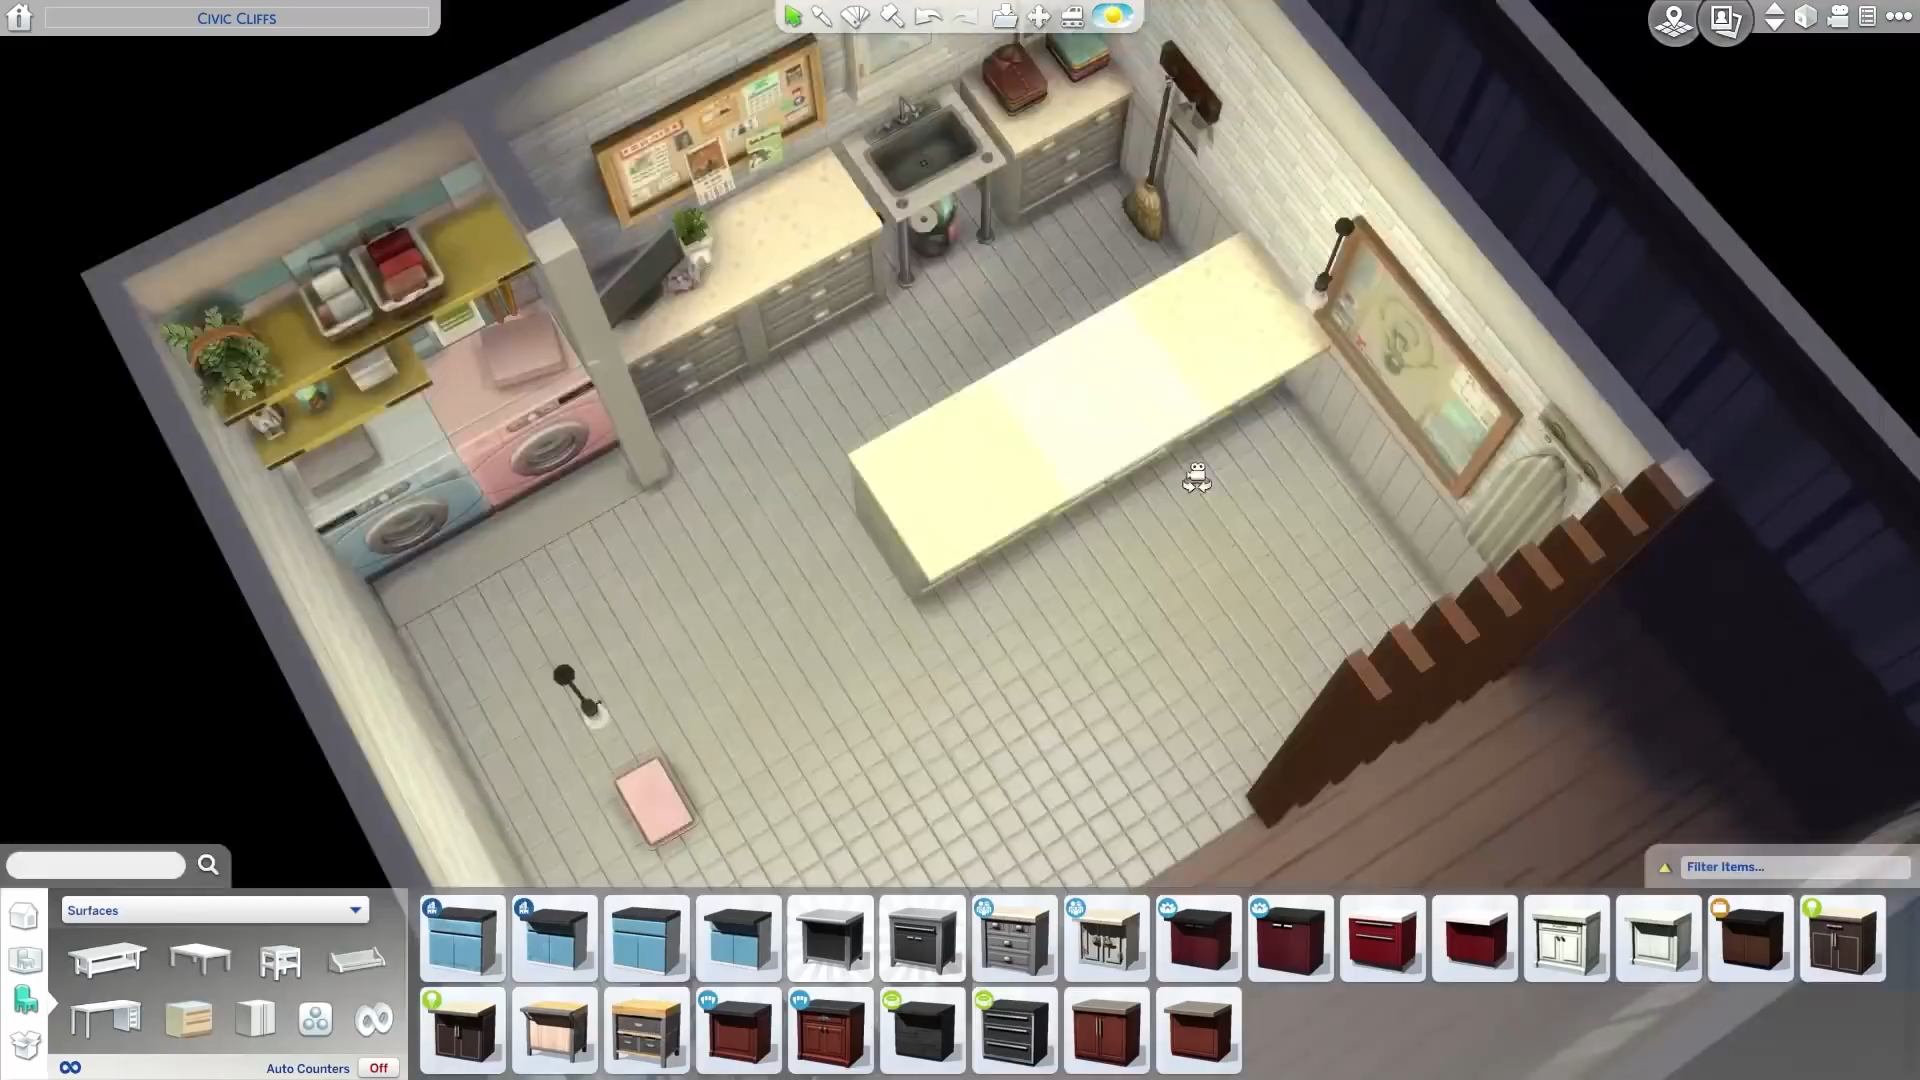 Civic Cliffs
Filter Items...
Surfaces
Auto Counters
Off